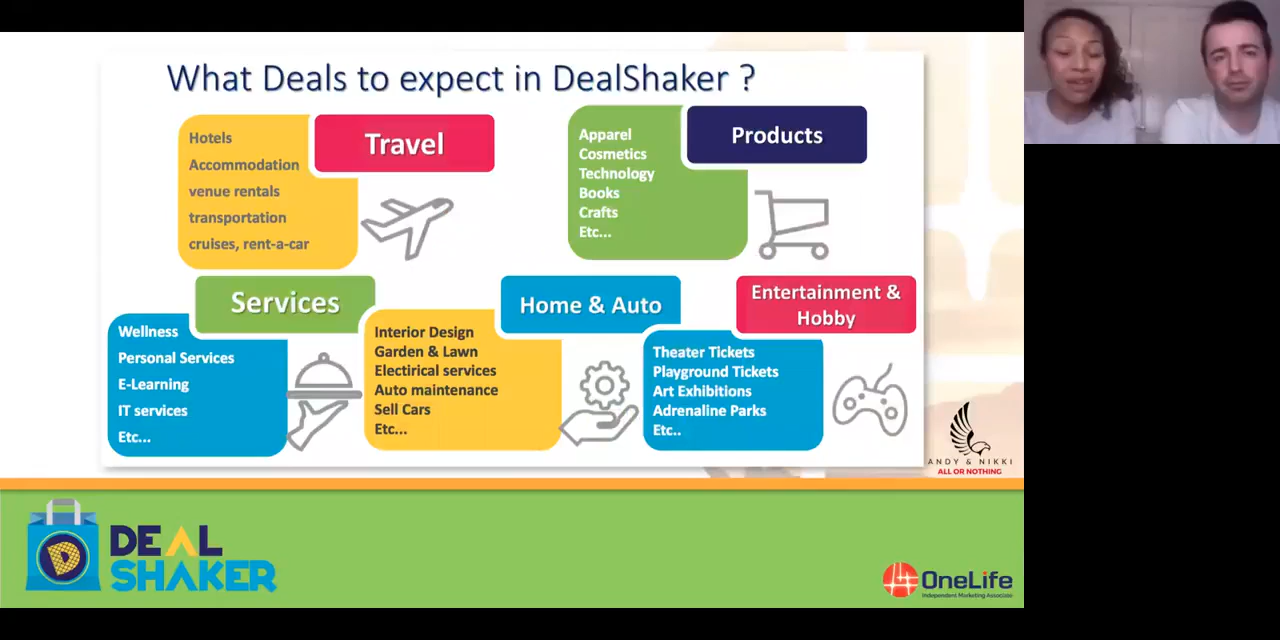 What Deals to expect in DealShaker ?
Travel
Hotels
Accommodation
venue rentals
transportation
cruises, rent-a-car
Products
Apparel
Cosmetics
Technology
Books
Crafts
Etc...
Services
Wellness
Personal Services
E-Learning
IT services
Etc...
Home & Auto
Interior Design
Garden & Lawn
Electirical services
Auto maintenance
Sell Cars
Etc...
Entertainment &
Hobby
Theater Tickets
Playground Tickets
Art Exhibitions
Adrenaline Parks
Etc..
ANDY & NIKKI
ALL OR NOTHING
DEAL
SHAKER
OneLife
Independent Marketing Associate